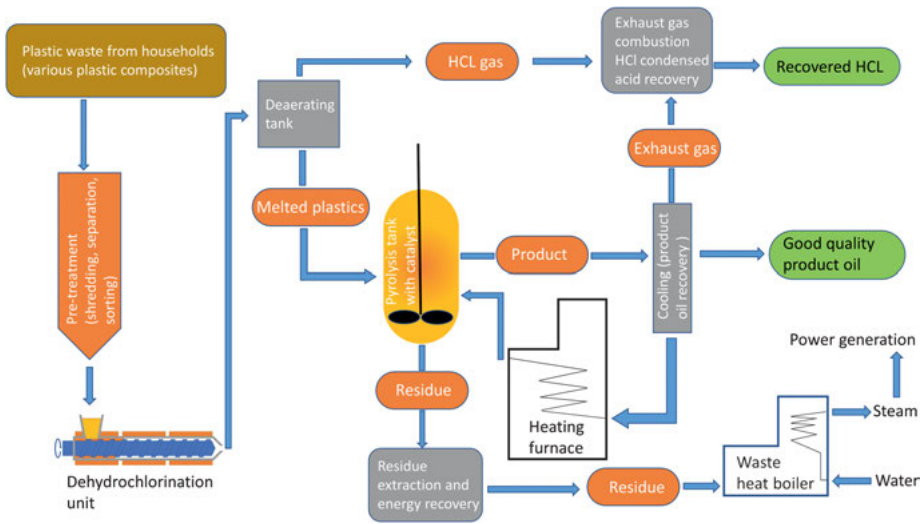 Plastic waste from households
(various plastic composites)
Pre-treatment
(shredding, separation,
sorting)
Dehydrochlorination
unit
Deaerating
tank
HCL gas
Exhaust gas
combustion
HCl condensed
acid recovery
Recovered HCL
Exhaust gas
Melted plastics
Pyrolysis tank
with catalyst
Product
Cooling (product
oil recovery )
Good quality
product oil
Residue
Heating
furnace
Residue
extraction and
energy recovery
Residue
Waste
heat boiler
Power generation
Steam
Water